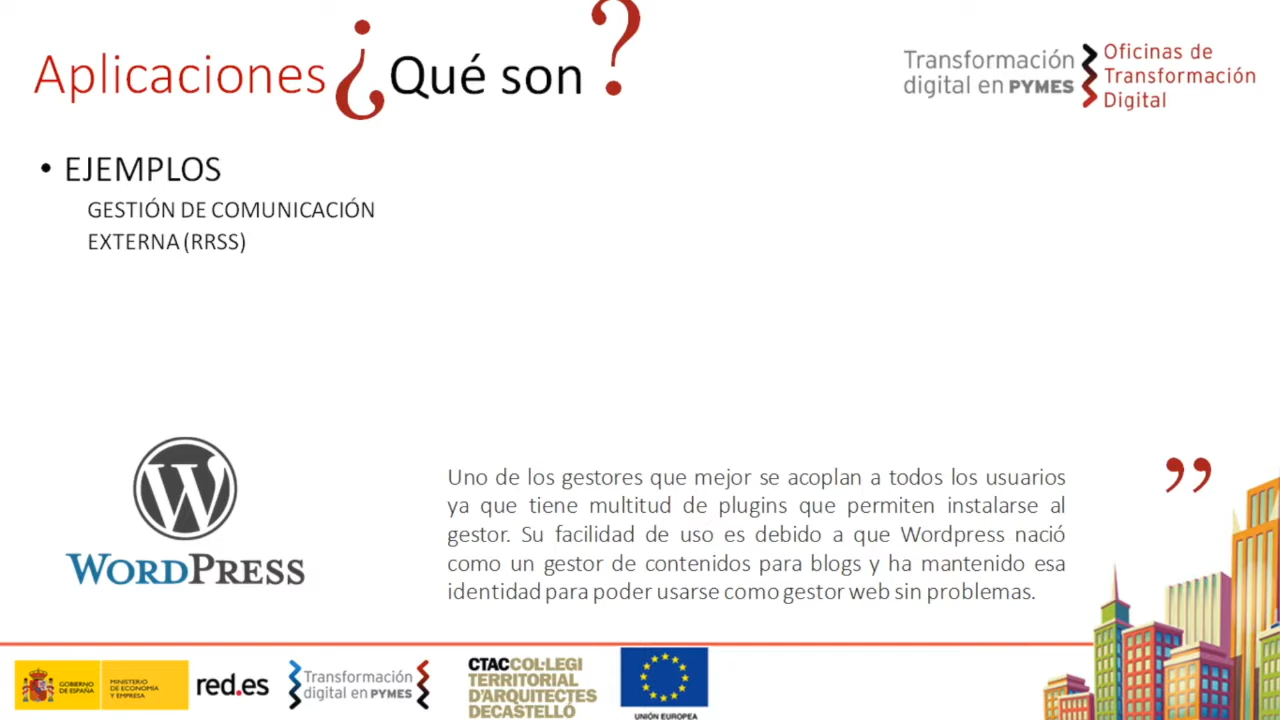 Aplicaciones ¿Qué son?
Transformación
digital en PYMES
Oficinas de
Transformación
Digital
• EJEMPLOS
GESTIÓN DE COMUNICACIÓN
EXTERNA (RRSS)
W
WORDPRESS
Uno de los gestores que mejor se acoplan a todos los usuarios
ya que tiene multitud de plugins que permiten instalarse al
gestor. Su facilidad de uso es debido a que Wordpress nació
como un gestor de contenidos para blogs y ha mantenido esa
identidad para poder usarse como gestor web sin problemas.
”
GOBIERNO
DE ESPAÑA
MINISTERIO
DE ECONOMÍA
Y EMPRESA
red.es
Transformación
digital en PYMES
CTAC COL·LEGI
TERRITORIAL
D'ARQUITECTES
DECASTELLÓ
UNIÓN EUROPEA